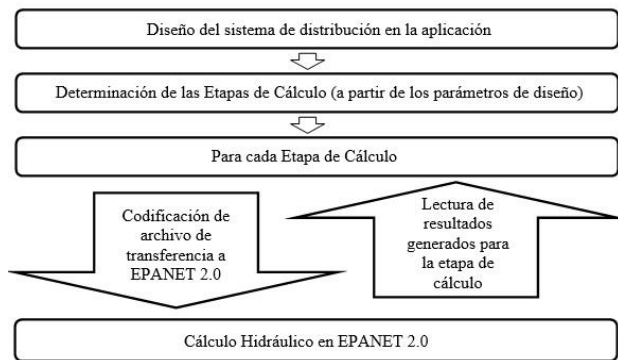 Diseño del sistema de distribución en la aplicación
Determinación de las Etapas de Cálculo (a partir de los parámetros de diseño)
Para cada Etapa de Cálculo
Codificación de
archivo de
transferencia a
EPANET 2.0
Lectura de
resultados
generados para
la etapa de
cálculo
Cálculo Hidráulico en EPANET 2.0